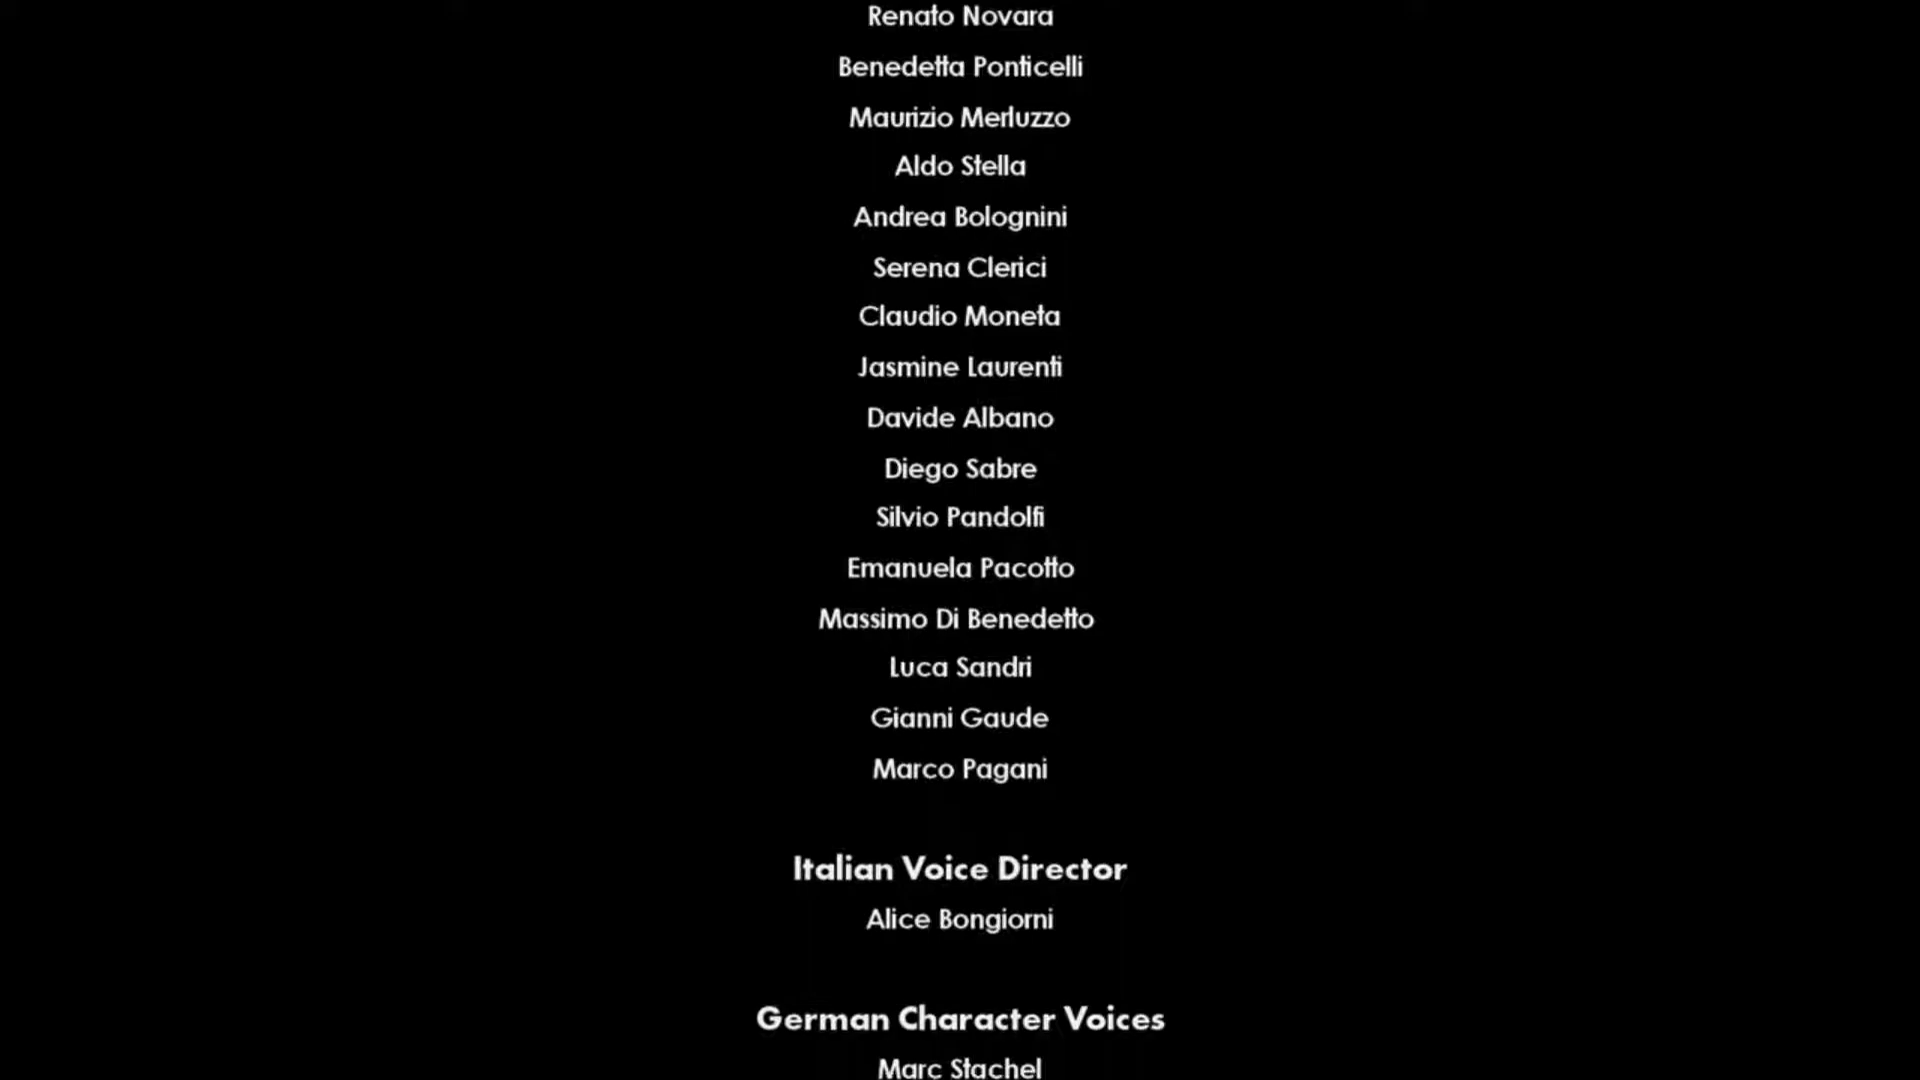 Renato Novara
Benedetta Ponticelli
Maurizio Merluzzo
Aldo Stella
Andrea Bolognini
Serena Clerici
Claudio Moneta
Jasmine Laurenti
Davide Albano
Diego Sabre
Silvio Pandolfi
Emanuela Pacotto
Massimo Di Benedetto
Luca Sandri
Gianni Gaude
Marco Pagani
Italian Voice Director
Alice Bongiorni
German Character Voices
Marc Stachel